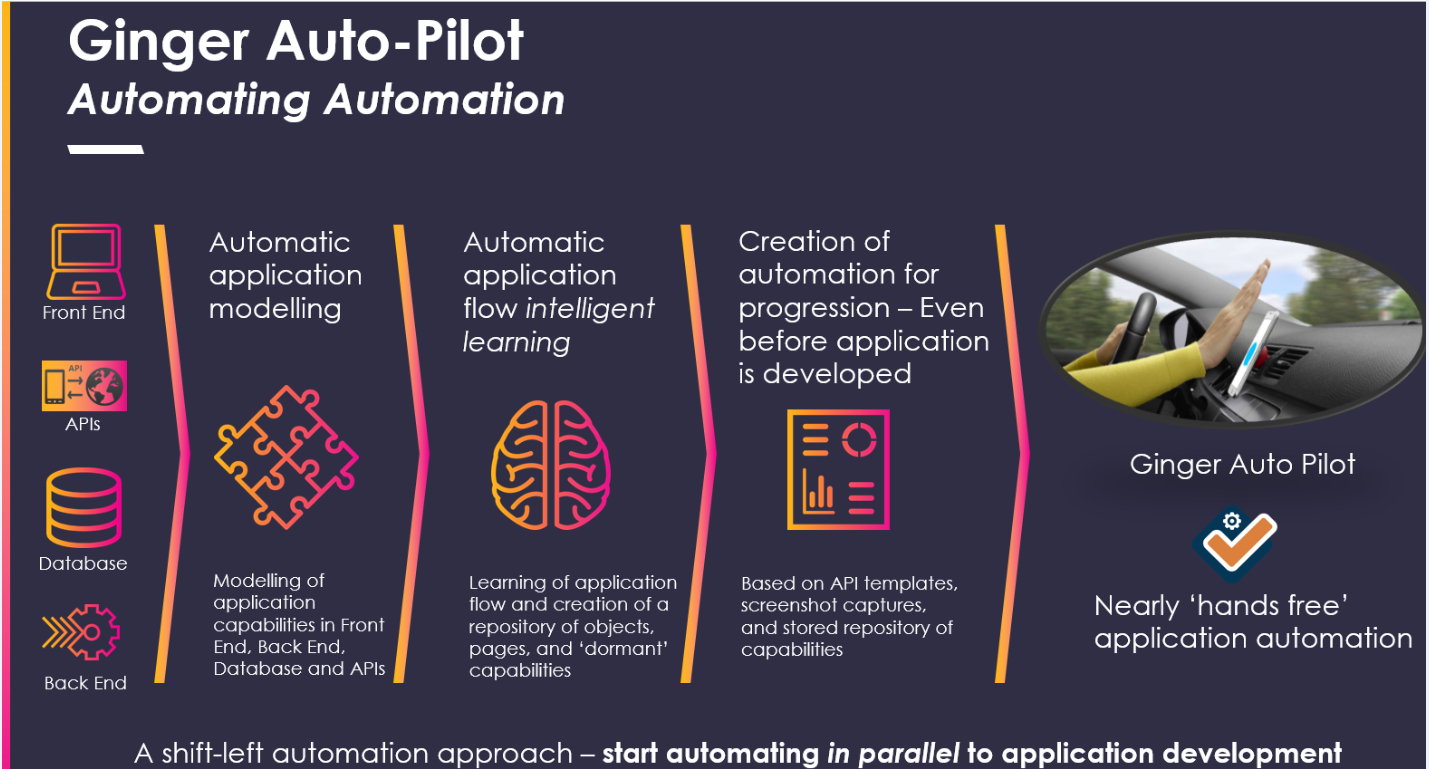 Ginger Auto-Pilot
Automating Automation
Front End
API
APIs
Database
Back End
Automatic
application
modelling
Modelling of
application
capabilities in Front
End, Back End,
Database and APIs
Automatic
application
flow intelligent
learning
Learning of application
flow and creation of a
repository of objects,
pages, and ‘dormant’
capabilities
Creation of
automation for
progression – Even
before application
is developed
Based on API templates,
screenshot captures,
and stored repository of
capabilities
Ginger Auto Pilot
Nearly ‘hands free’
application automation
A shift-left automation approach – start automating in parallel to application development